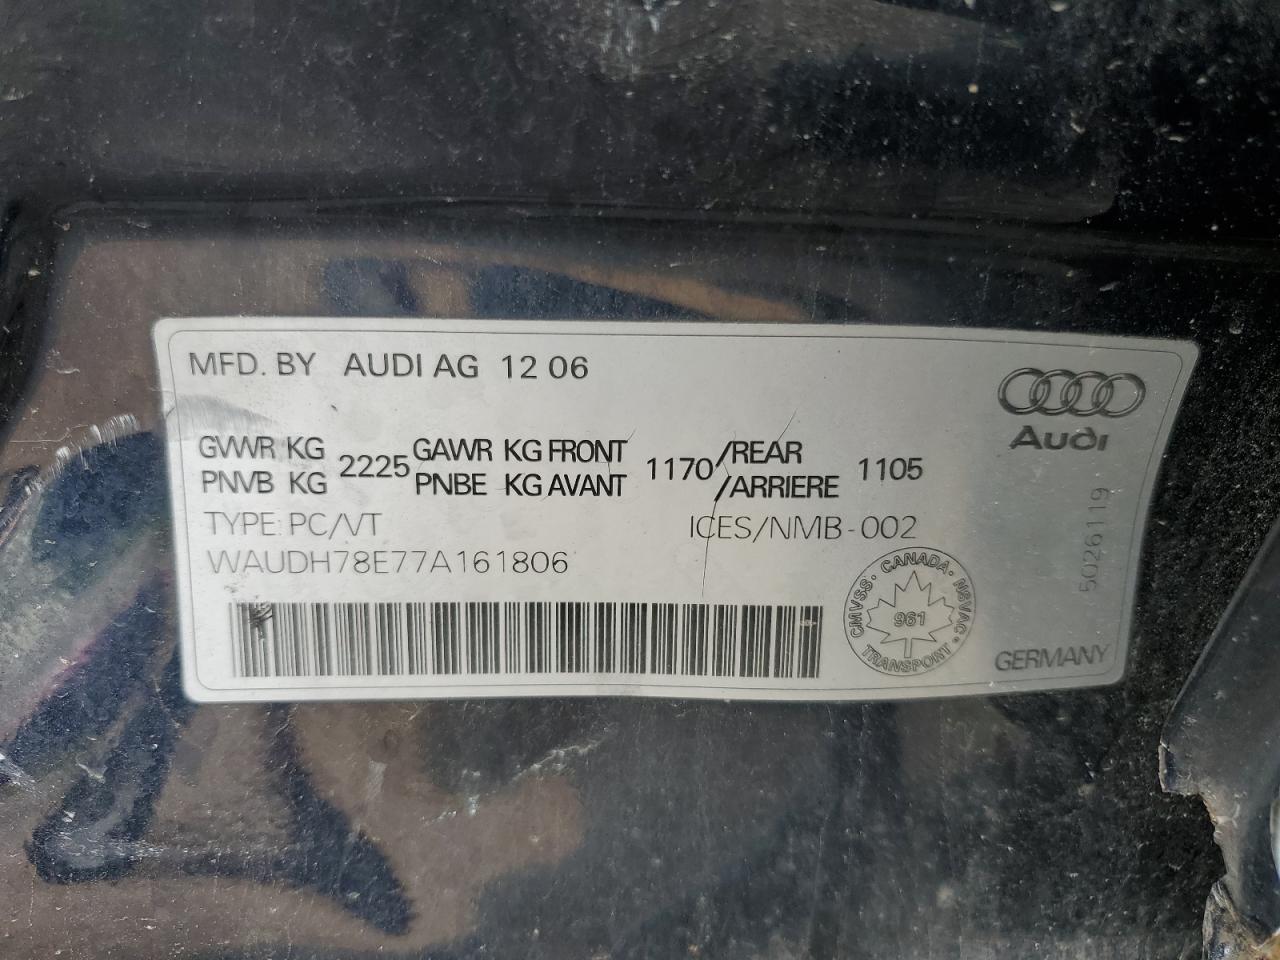 MFD. BY AUDI AG 12 06
GVWR KG 2225 GAWR KG FRONT 1170 /REAR 1105
PNVB KG PNBE KG AVANT /ARRIERE
TYPE: PC/VT ICES/NMB-002
WAUDH78E77A161806
Audi
5026119
CMVSS · CANADA · NSVAC · TRANSPORT
961
GERMANY